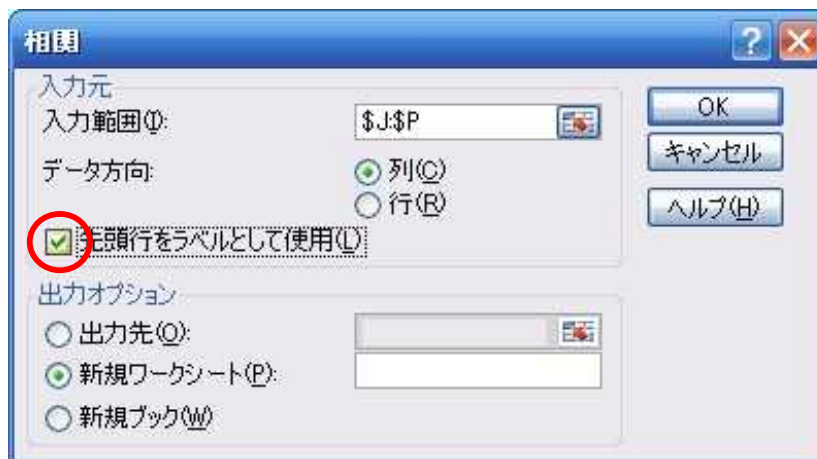 相関
入力元
入力範囲(I):
$J:$P
OK
キャンセル
データ方向:
列(C)
行(R)
ヘルプ(H)
先頭行をラベルとして使用(L)
出力オプション
出力先(O):
新規ワークシート(P):
新規ブック(W)